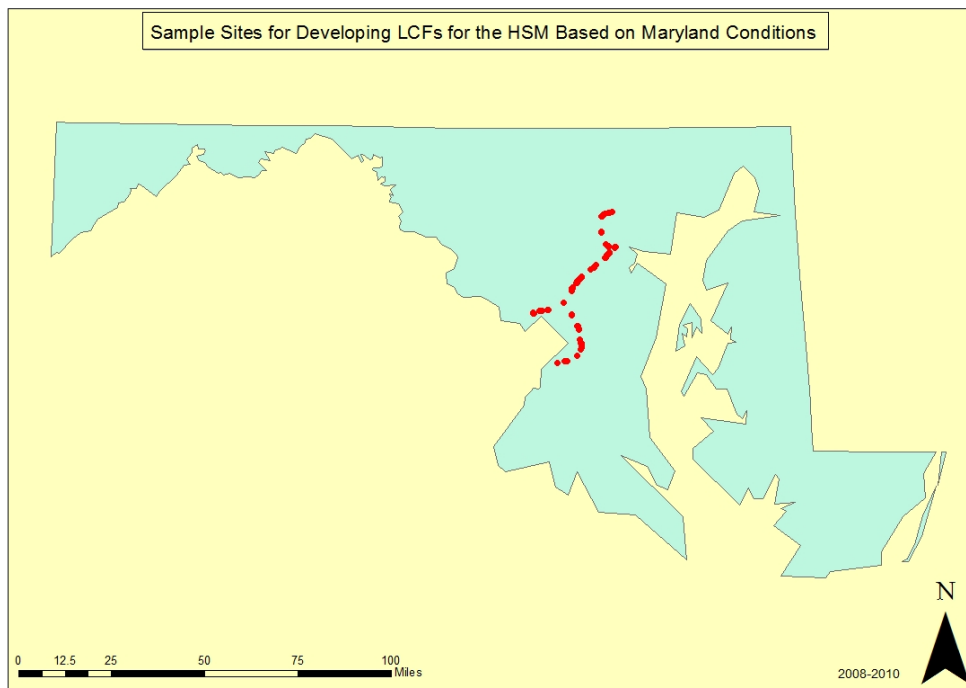 Sample Sites for Developing LCFs for the HSM Based on Maryland Conditions
N
0 12.5 25 50 75 100
Miles
2008-2010